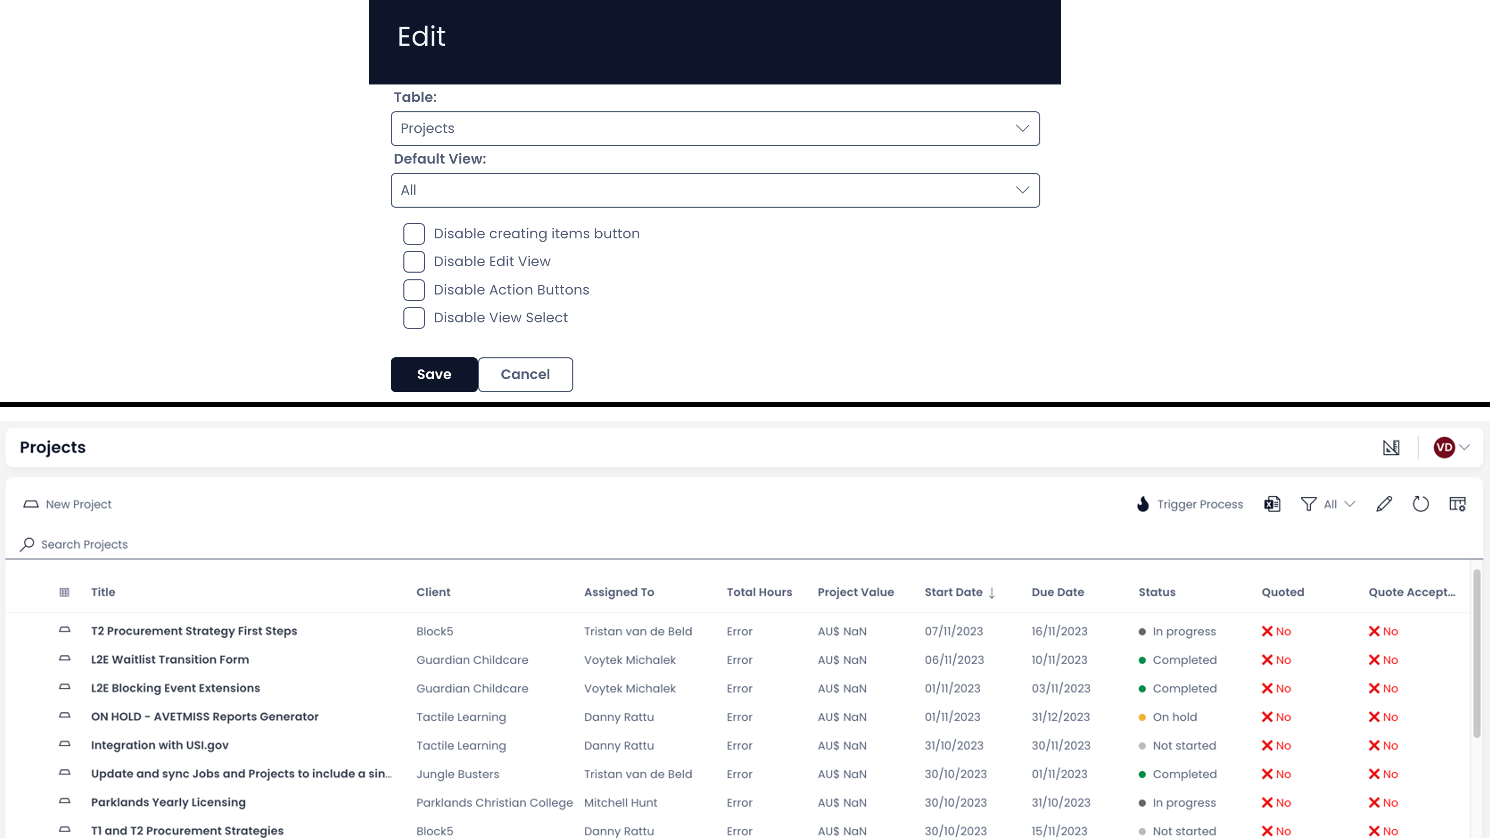 Edit
Table:
Projects
Default View:
All
Disable creating items button
Disable Edit View
Disable Action Buttons
Disable View Select
Save Cancel
Projects VD
New Project Trigger Process All
Search Projects
Title Client Assigned To Total Hours Project Value Start Date ↓ Due Date Status Quoted Quote Accept...
T2 Procurement Strategy First Steps Block5 Tristan van de Beld Error AU$ NaN 07/11/2023 16/11/2023 In progress No No
L2E Waitlist Transition Form Guardian Childcare Voytek Michalek Error AU$ NaN 06/11/2023 10/11/2023 Completed No No
L2E Blocking Event Extensions Guardian Childcare Voytek Michalek Error AU$ NaN 01/11/2023 03/11/2023 Completed No No
ON HOLD - AVETMISS Reports Generator Tactile Learning Danny Rattu Error AU$ NaN 01/11/2023 31/12/2023 On hold No No
Integration with USI.gov Tactile Learning Danny Rattu Error AU$ NaN 31/10/2023 30/11/2023 Not started No No
Update and sync Jobs and Projects to include a sin... Jungle Busters Tristan van de Beld Error AU$ NaN 30/10/2023 01/11/2023 Completed No No
Parklands Yearly Licensing Parklands Christian College Mitchell Hunt Error AU$ NaN 30/10/2023 31/10/2023 In progress No No
T1 and T2 Procurement Strategies Block5 Danny Rattu Error AU$ NaN 30/10/2023 15/11/2023 Not started No No